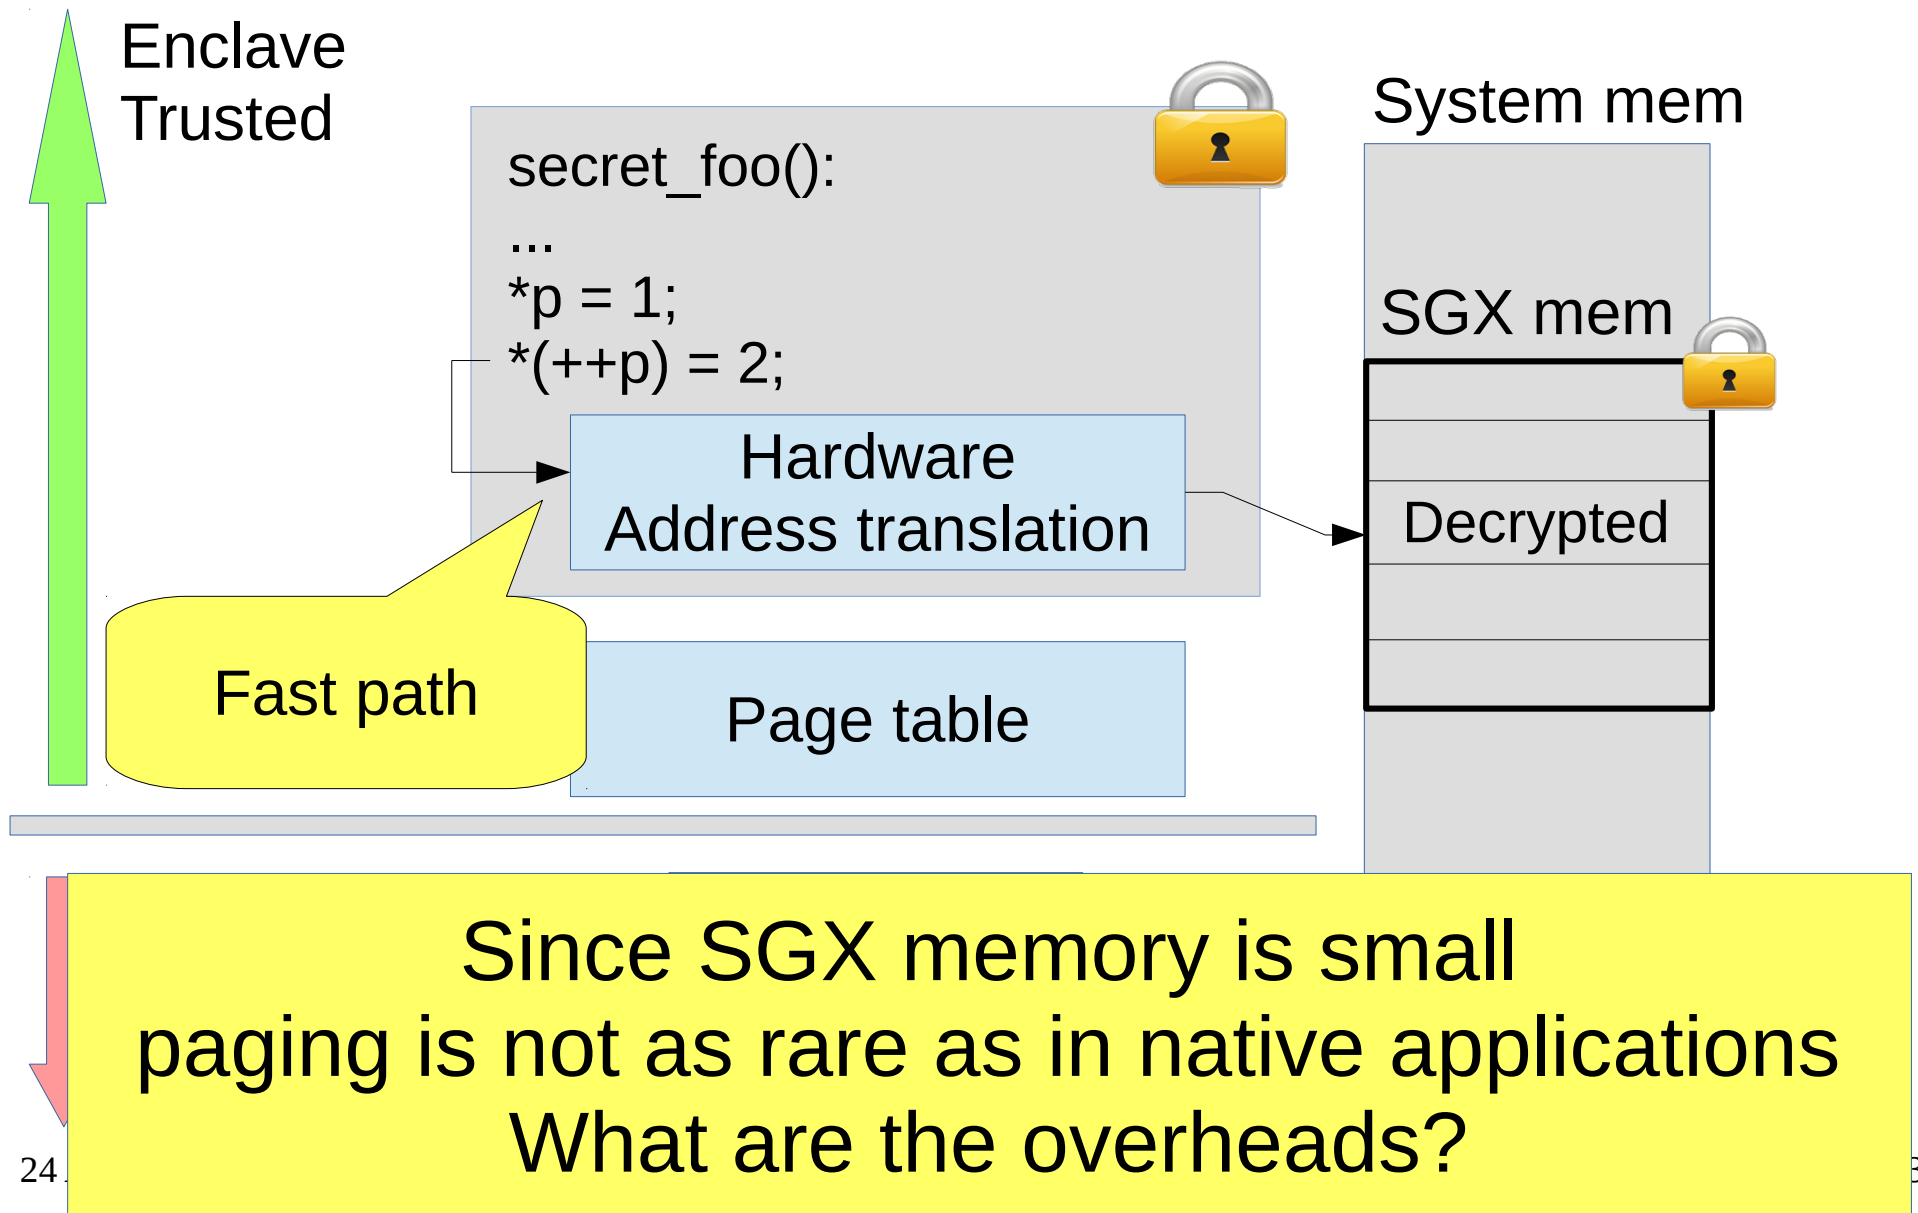 Enclave
Trusted
System mem
secret_foo():
...
*p = 1;
*(++p) = 2;
SGX mem
Hardware
Address translation
Decrypted
Fast path
Page table
Since SGX memory is small
paging is not as rare as in native applications
What are the overheads?
24